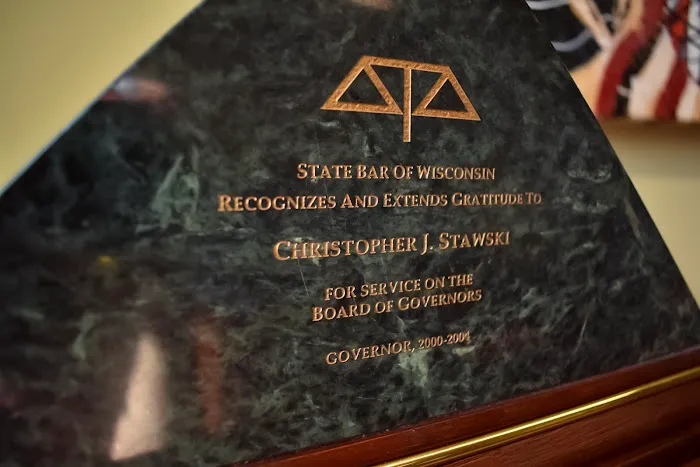 STATE BAR OF WISCONSIN
RECOGNIZES AND EXTENDS GRATITUDE TO
CHRISTOPHER J. STAWSKI
FOR SERVICE ON THE
BOARD OF GOVERNORS
GOVERNOR, 2000-2004